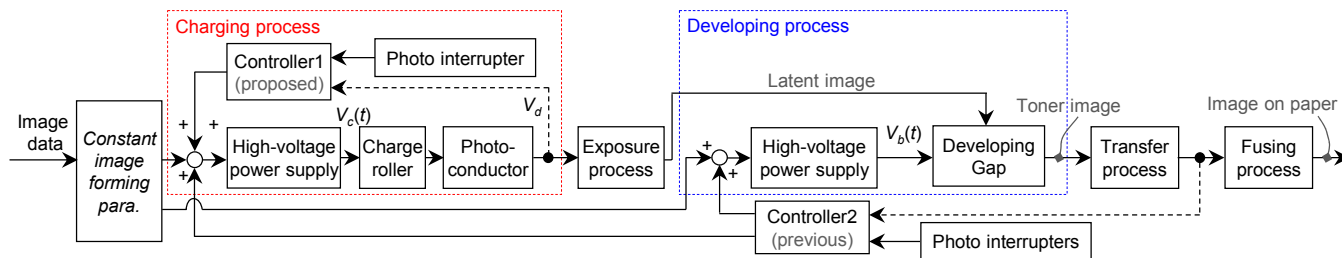 Charging process
Developing process
Controller1
(proposed)
Photo interrupter
Latent image
V_d
Toner image
Image on paper
Image
data
Constant
image
forming
para.
+
+
+
High-voltage
power supply
V_c(t)
Charge
roller
Photo-
conductor
Exposure
process
+
+
High-voltage
power supply
V_b(t)
Developing
Gap
Transfer
process
Fusing
process
Controller2
(previous)
Photo interrupters